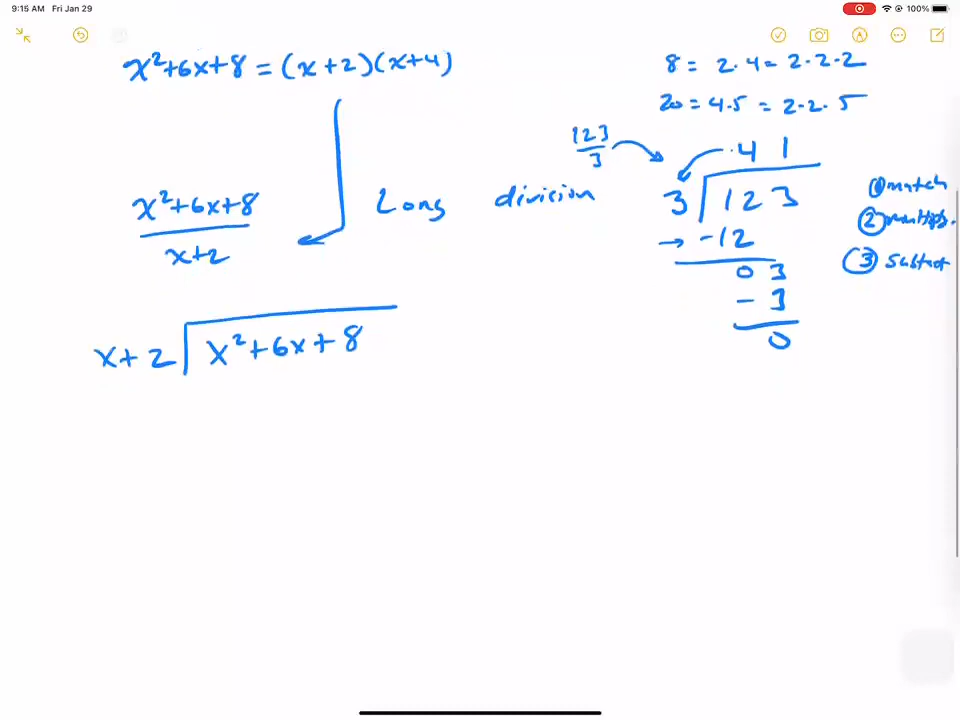 9:15 AM Fri Jan 29
100%
x²+6x+8 = (x+2)(x+4)
8 = 2·4 = 2·2·2
20 = 4·5 = 2·2·5
123
3
41
3 123
-12
03
-3
0
① match
② multiply.
③ subtract
x²+6x+8
x+2
Long division
x+2 x²+6x+8